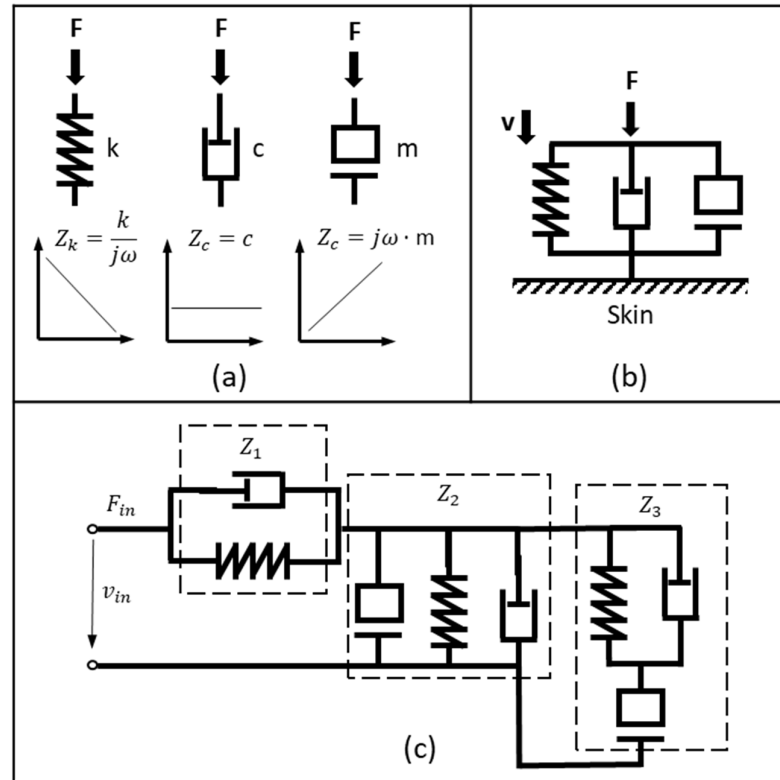 F F F
k c m
Z_k = k/jω Z_c = c Z_c = jω · m
(a)
F
v
Skin
(b)
Z_1
F_in
Z_2
Z_3
v_in
(c)